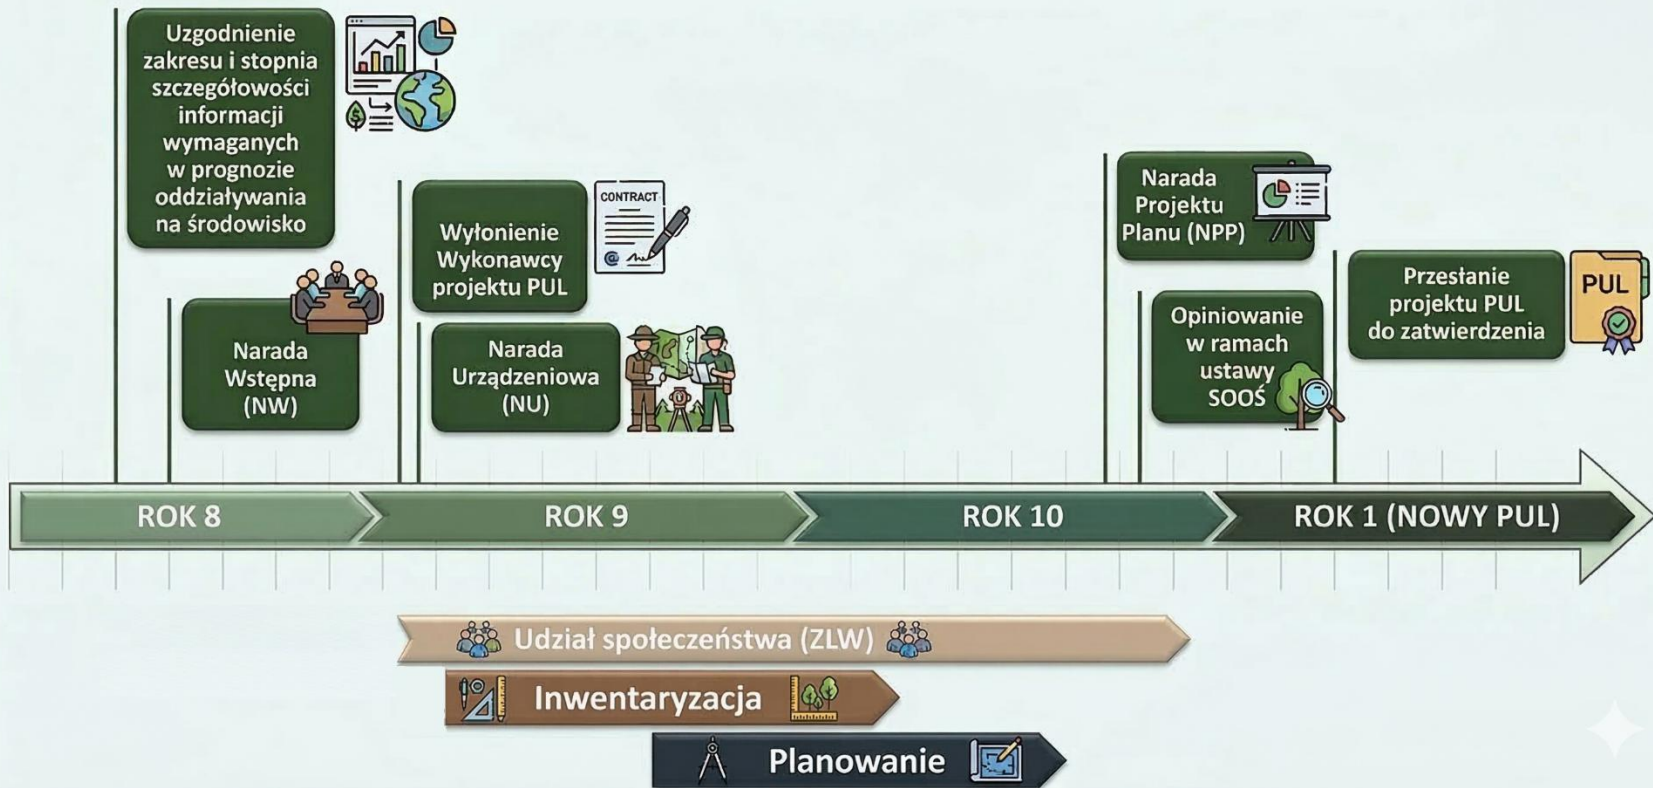 Uzgodnienie
zakresu i stopnia
szczegółowości
informacji
wymaganych
w prognozie
oddziaływania
na środowisko
Narada
Wstępna
(NW)
Wyłonienie
Wykonawcy
projektu PUL
CONTRACT
Narada
Urządzeniowa
(NU)
Narada
Projektu
Planu (NPP)
Opiniowanie
w ramach
ustawy
SOOŚ
Przesłanie
projektu PUL
do zatwierdzenia
PUL
ROK 8
ROK 9
ROK 10
ROK 1 (NOWY PUL)
Udział społeczeństwa (ZLW)
Inwentaryzacja
Planowanie